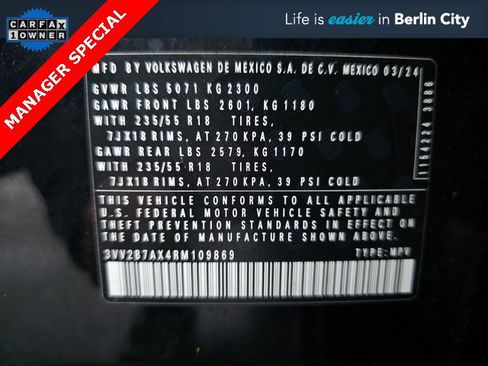 CARFAX
1 OWNER
Life is easier in Berlin City
MANAGER SPECIAL
MFD BY VOLKSWAGEN DE MEXICO S.A. DE C.V. MEXICO 03/24
GVWR LBS 5071 KG 2300
GAWR FRONT LBS 2601, KG 1180
WITH 235/55 R18 TIRES,
7JX18 RIMS, AT 270 KPA, 39 PSI COLD
GAWR REAR LBS 2579, KG 1170
WITH 235/55 R18 TIRES,
7JX18 RIMS, AT 270 KPA, 39 PSI COLD
THIS VEHICLE CONFORMS TO ALL APPLICABLE
U.S. FEDERAL MOTOR VEHICLE SAFETY AND
THEFT PREVENTION STANDARDS IN EFFECT ON THE
DATE OF MANUFACTURE SHOWN ABOVE
3VV2B7AX4RM109869 TYPE: MPV
1154224 3886